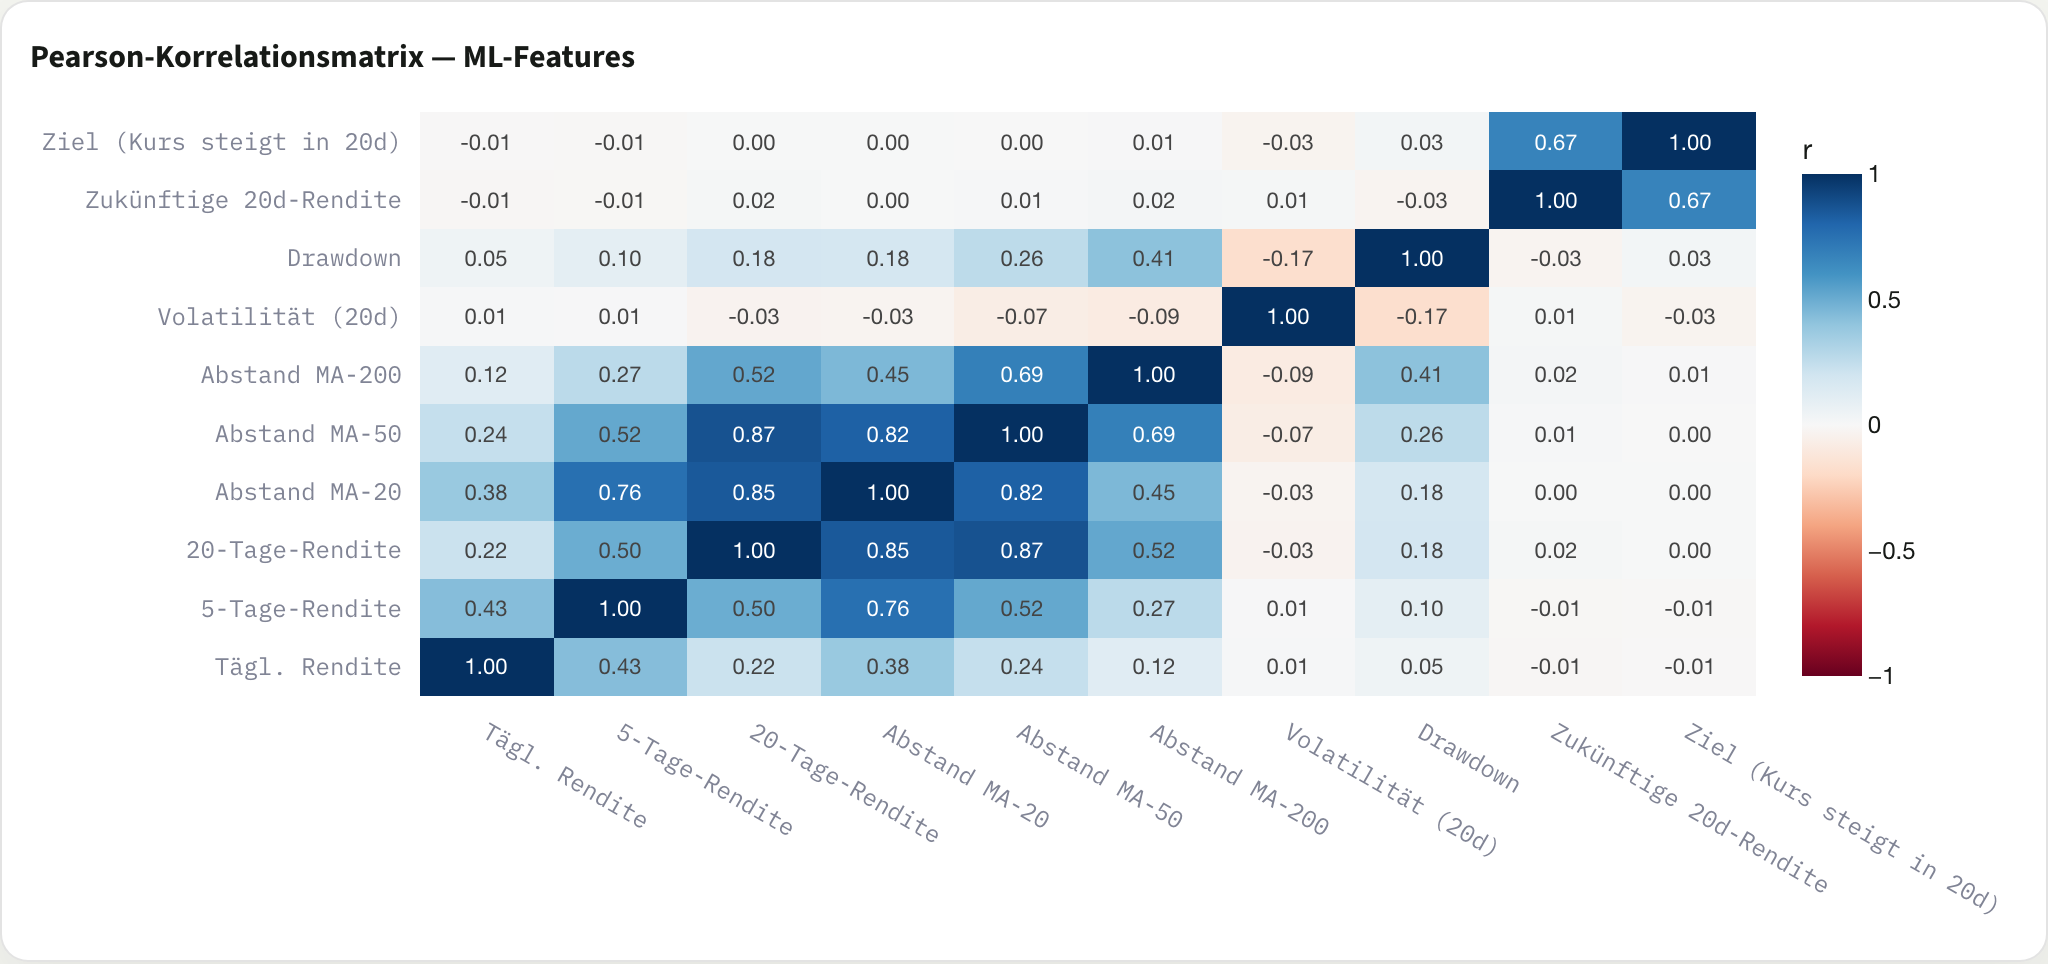 Pearson-Korrelationsmatrix — ML-Features
Ziel (Kurs steigt in 20d) -0.01 -0.01 0.00 0.00 0.00 0.01 -0.03 0.03 0.67 1.00
Zukünftige 20d-Rendite -0.01 -0.01 0.02 0.00 0.01 0.02 0.01 -0.03 1.00 0.67
Drawdown 0.05 0.10 0.18 0.18 0.26 0.41 -0.17 1.00 -0.03 0.03
Volatilität (20d) 0.01 0.01 -0.03 -0.03 -0.07 -0.09 1.00 -0.17 0.01 -0.03
Abstand MA-200 0.12 0.27 0.52 0.45 0.69 1.00 -0.09 0.41 0.02 0.01
Abstand MA-50 0.24 0.52 0.87 0.82 1.00 0.69 -0.07 0.26 0.01 0.00
Abstand MA-20 0.38 0.76 0.85 1.00 0.82 0.45 -0.03 0.18 0.00 0.00
20-Tage-Rendite 0.22 0.50 1.00 0.85 0.87 0.52 -0.03 0.18 0.02 0.00
5-Tage-Rendite 0.43 1.00 0.50 0.76 0.52 0.27 0.01 0.10 -0.01 -0.01
Tägl. Rendite 1.00 0.43 0.22 0.38 0.24 0.12 0.01 0.05 -0.01 -0.01
Tägl. Rendite
5-Tage-Rendite
20-Tage-Rendite
Abstand MA-20
Abstand MA-50
Abstand MA-200
Volatilität (20d)
Drawdown
Zukünftige 20d-Rendite
Ziel (Kurs steigt in 20d)
r
1
0.5
0
−0.5
−1